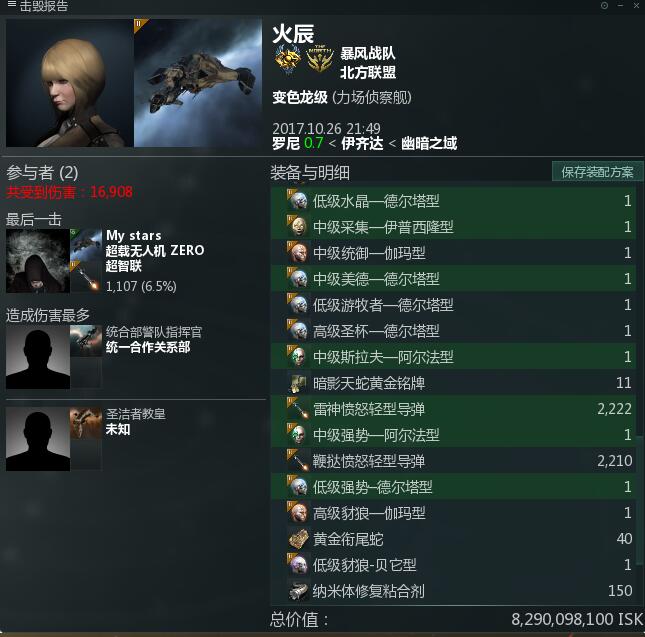 击毁报告
火辰
THE NORTH
暴风战队
北方联盟
变色龙级 (力场侦察舰)
2017.10.26 21:49
罗尼 0.7 < 伊齐达 < 幽暗之域
参与者 (2)
共受到伤害：16,908
最后一击
My stars
超载无人机 ZERO
超智联
1,107 (6.5%)
造成伤害最多
统合部警队指挥官
统一合作关系部
圣洁者教皇
未知
装备与明细
保存装配方案
低级水晶—德尔塔型 1
中级采集—伊普西隆型 1
中级统御—伽玛型 1
中级美德—德尔塔型 1
低级游牧者—德尔塔型 1
高级圣杯—德尔塔型 1
中级斯拉夫—阿尔法型 1
暗影天蛇黄金铭牌 11
雷神愤怒轻型导弹 2,222
中级强势—阿尔法型 1
鞭挞愤怒轻型导弹 2,210
低级强势–德尔塔型 1
高级豺狼—伽玛型 1
黄金衔尾蛇 40
低级豺狼-贝它型 1
纳米体修复粘合剂 150
总价值： 8,290,098,100 ISK